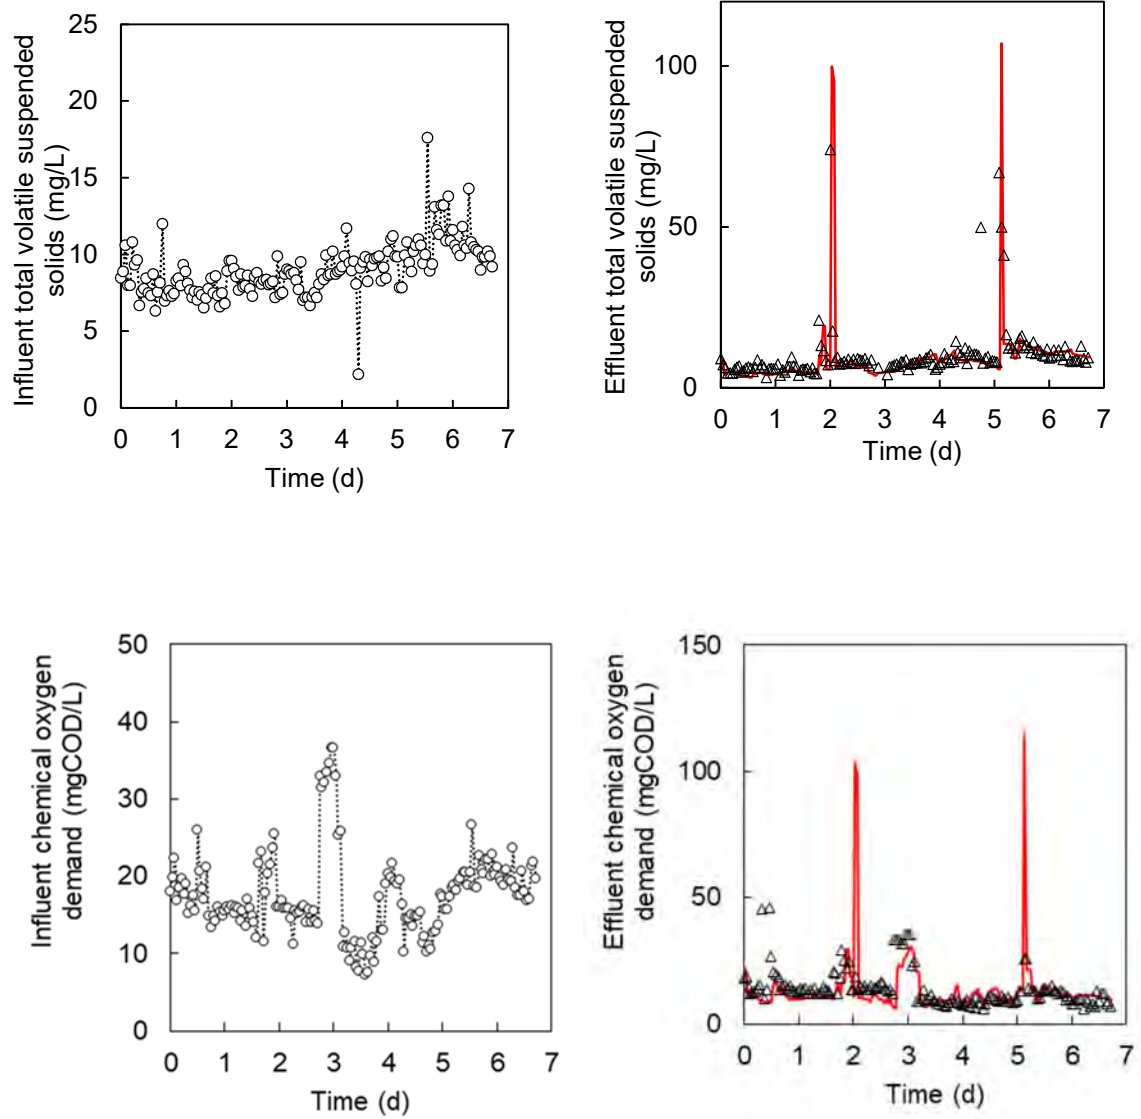 Influent total volatile suspended
solids (mg/L)
25
20
15
10
5
0
0 1 2 3 4 5 6 7
Time (d)
Effluent total volatile suspended
solids (mg/L)
100
50
0
0 1 2 3 4 5 6 7
Time (d)
Influent chemical oxygen
demand (mgCOD/L)
50
40
30
20
10
0
0 1 2 3 4 5 6 7
Time (d)
Effluent chemical oxygen
demand (mgCOD/L)
150
100
50
0
0 1 2 3 4 5 6 7
Time (d)